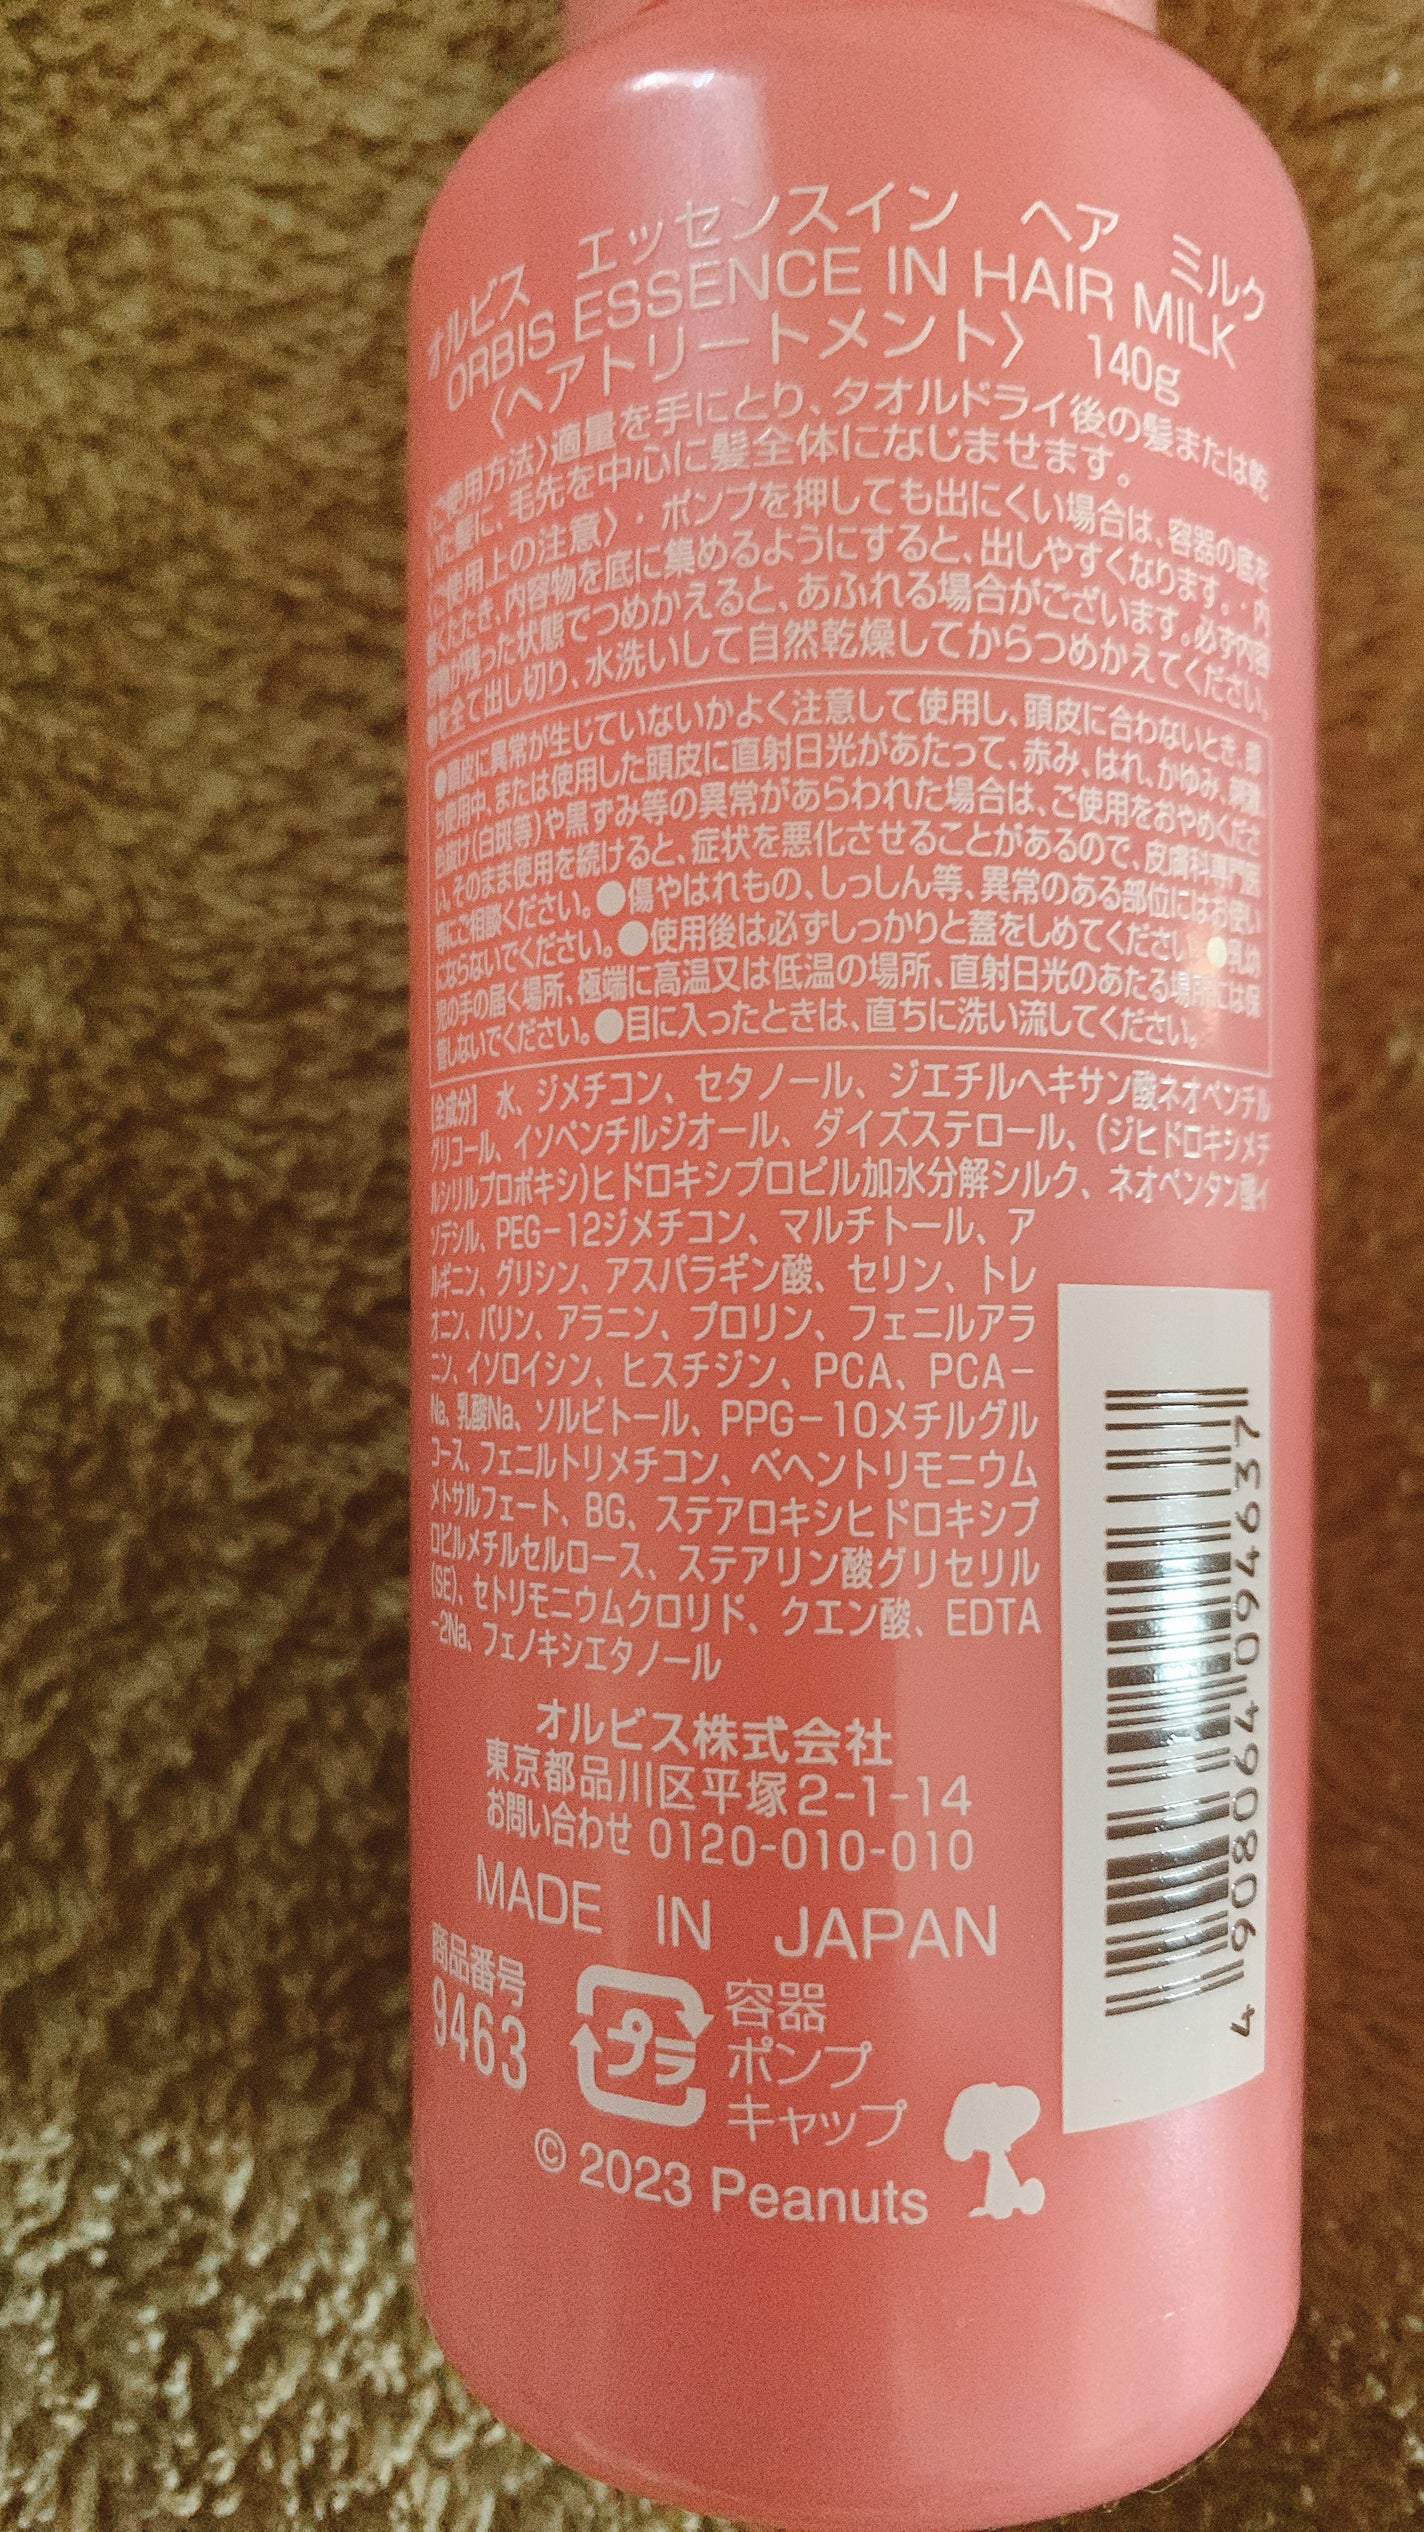 オルビス　エッセンスイン　ヘア　ミルク
ORBIS ESSENCE IN HAIR MILK
〈ヘアトリートメント〉　140g
〈ご使用方法〉適量を手にとり、タオルドライ後の髪または乾
いた髪に、毛先を中心に髪全体になじませます。
〈ご使用上の注意〉・ポンプを押しても出にくい場合は、容器の底を
軽くたたき、内容物を底に集めるようにすると、出しやすくなります。・内
容物が残った状態でつめかえると、あふれる場合がございます。必ず内容
物を全て出し切り、水洗いして自然乾燥してからつめかえてください。
●頭皮に異常が生じていないかよく注意して使用し、頭皮に合わないとき、即
ち使用中、または使用した頭皮に直射日光があたって、赤み、はれ、かゆみ、刺激、
色抜け(白斑等)や黒ずみ等の異常があらわれた場合は、ご使用をおやめくださ
い。そのまま使用を続けると、症状を悪化させることがあるので、皮膚科専門医
等にご相談ください。●傷やはれもの、しっしん等、異常のある部位にはお使い
にならないでください。●使用後は必ずしっかりと蓋をしめてください。●乳幼
児の手の届く場所、極端に高温又は低温の場所、直射日光のあたる場所には保
管しないでください。●目に入ったときは、直ちに洗い流してください。
[全成分]　水、ジメチコン、セタノール、ジエチルヘキサン酸ネオペンチル
グリコール、イソペンチルジオール、ダイズステロール、(ジヒドロキシメチ
ルシリルプロポキシ)ヒドロキシプロピル加水分解シルク、ネオペンタン酸イ
ソデシル、PEG−12ジメチコン、マルチトール、ア
ルギニン、グリシン、アスパラギン酸、セリン、トレ
オニン、バリン、アラニン、プロリン、フェニルアラ
ニン、イソロイシン、ヒスチジン、PCA、PCA−
Na、乳酸Na、ソルビトール、PPG−10メチルグル
コース、フェニルトリメチコン、ベヘントリモニウム
メトサルフェート、BG、ステアロキシヒドロキシプ
ロピルメチルセルロース、ステアリン酸グリセリル
(SE)、セトリモニウムクロリド、クエン酸、EDTA
−2Na、フェノキシエタノール
オルビス株式会社
東京都品川区平塚2-1-14
お問い合わせ 0120-010-010
MADE IN JAPAN
商品番号
9463
プラ
容器
ポンプ
キャップ
© 2023 Peanuts
4 908064 094637